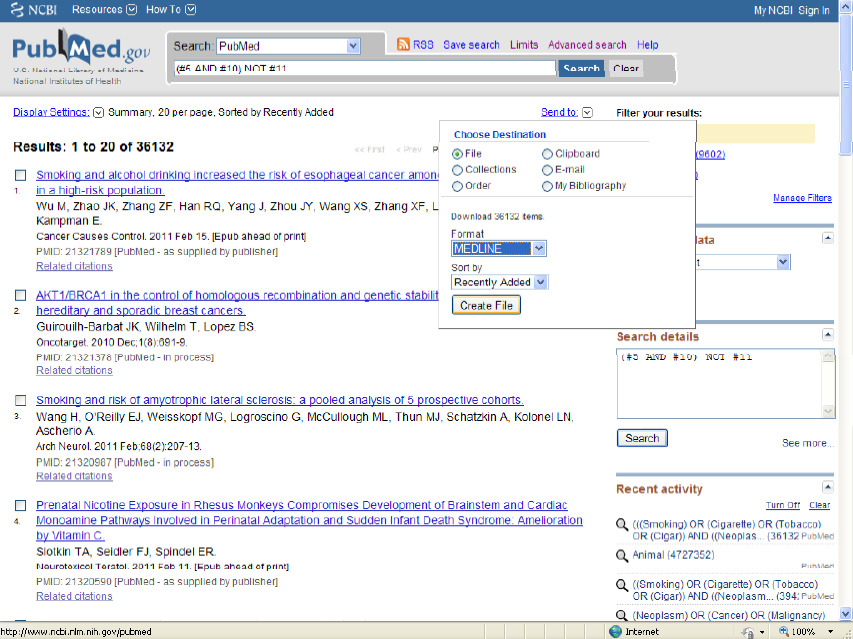 NCBI Resources How To My NCBI Sign In
PubMed.gov
U.S. National Library of Medicine
National Institutes of Health
Search: PubMed
RSS Save search Limits Advanced search Help
(#5 AND #10) NOT #11 Search Clear
Display Settings: Summary, 20 per page, Sorted by Recently Added Send to: Filter your results:
Results: 1 to 20 of 36132
<< First < Prev P
Choose Destination
File Clipboard
Collections E-mail
Order My Bibliography
Download 36132 items.
Format
MEDLINE
Sort by
Recently Added
Create File
(9602)
Manage Filters
ata
t
1. Smoking and alcohol drinking increased the risk of esophageal cancer amon
in a high-risk population.
Wu M, Zhao JK, Zhang ZF, Han RQ, Yang J, Zhou JY, Wang XS, Zhang XF, L
Kampman E.
Cancer Causes Control. 2011 Feb 15. [Epub ahead of print]
PMID: 21321789 [PubMed - as supplied by publisher]
Related citations
2. AKT1/BRCA1 in the control of homologous recombination and genetic stabilit
hereditary and sporadic breast cancers.
Guirouilh-Barbat JK, Wilhelm T, Lopez BS.
Oncotarget. 2010 Dec;1(8):691-9.
PMID: 21321378 [PubMed - in process]
Related citations
3. Smoking and risk of amyotrophic lateral sclerosis: a pooled analysis of 5 prospective cohorts.
Wang H, O'Reilly EJ, Weisskopf MG, Logroscino G, McCullough ML, Thun MJ, Schatzkin A, Kolonel LN,
Ascherio A.
Arch Neurol. 2011 Feb;68(2):207-13.
PMID: 21320987 [PubMed - in process]
Related citations
4. Prenatal Nicotine Exposure in Rhesus Monkeys Compromises Development of Brainstem and Cardiac
Monoamine Pathways Involved in Perinatal Adaptation and Sudden Infant Death Syndrome: Amelioration
by Vitamin C.
Slotkin TA, Seidler FJ, Spindel ER.
Neurotoxicol Teratol. 2011 Feb 11. [Epub ahead of print]
PMID: 21320590 [PubMed - as supplied by publisher]
Related citations
Search details
(#5 AND #10) NOT #11
Search See more...
Recent activity
Turn Off Clear
(((Smoking) OR (Cigarette) OR (Tobacco)
OR (Cigar)) AND ((Neoplas... (36132 PubMed
Animal (4727352)
PubMed
((Smoking) OR (Cigarette) OR (Tobacco)
OR (Cigar)) AND ((Neoplasm... (394 PubMed
(Neoplasm) OR (Cancer) OR (Malignancy)
http://www.ncbi.nlm.nih.gov/pubmed Internet 100%